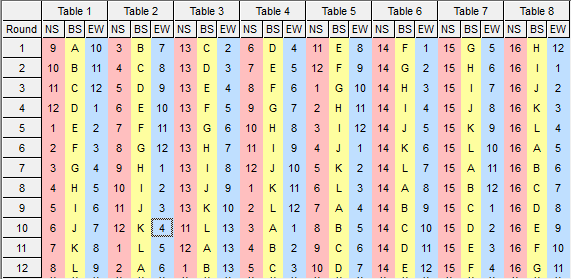 Table 1 Table 2 Table 3 Table 4 Table 5 Table 6 Table 7 Table 8
Round NS BS EW NS BS EW NS BS EW NS BS EW NS BS EW NS BS EW NS BS EW NS BS EW
1 9 A 10 3 B 7 13 C 2 6 D 4 11 E 8 14 F 1 15 G 5 16 H 12
2 10 B 11 4 C 8 13 D 3 7 E 5 12 F 9 14 G 2 15 H 6 16 I 1
3 11 C 12 5 D 9 13 E 4 8 F 6 1 G 10 14 H 3 15 I 7 16 J 2
4 12 D 1 6 E 10 13 F 5 9 G 7 2 H 11 14 I 4 15 J 8 16 K 3
5 1 E 2 7 F 11 13 G 6 10 H 8 3 I 12 14 J 5 15 K 9 16 L 4
6 2 F 3 8 G 12 13 H 7 11 I 9 4 J 1 14 K 6 15 L 10 16 A 5
7 3 G 4 9 H 1 13 I 8 12 J 10 5 K 2 14 L 7 15 A 11 16 B 6
8 4 H 5 10 I 2 13 J 9 1 K 11 6 L 3 14 A 8 15 B 12 16 C 7
9 5 I 6 11 J 3 13 K 10 2 L 12 7 A 4 14 B 9 15 C 1 16 D 8
10 6 J 7 12 K 4 11 L 13 3 A 1 8 B 5 14 C 10 15 D 2 16 E 9
11 7 K 8 1 L 5 12 A 13 4 B 2 9 C 6 14 D 11 15 E 3 16 F 10
12 8 L 9 2 A 6 1 B 13 5 C 3 10 D 7 14 E 12 15 F 4 16 G 11